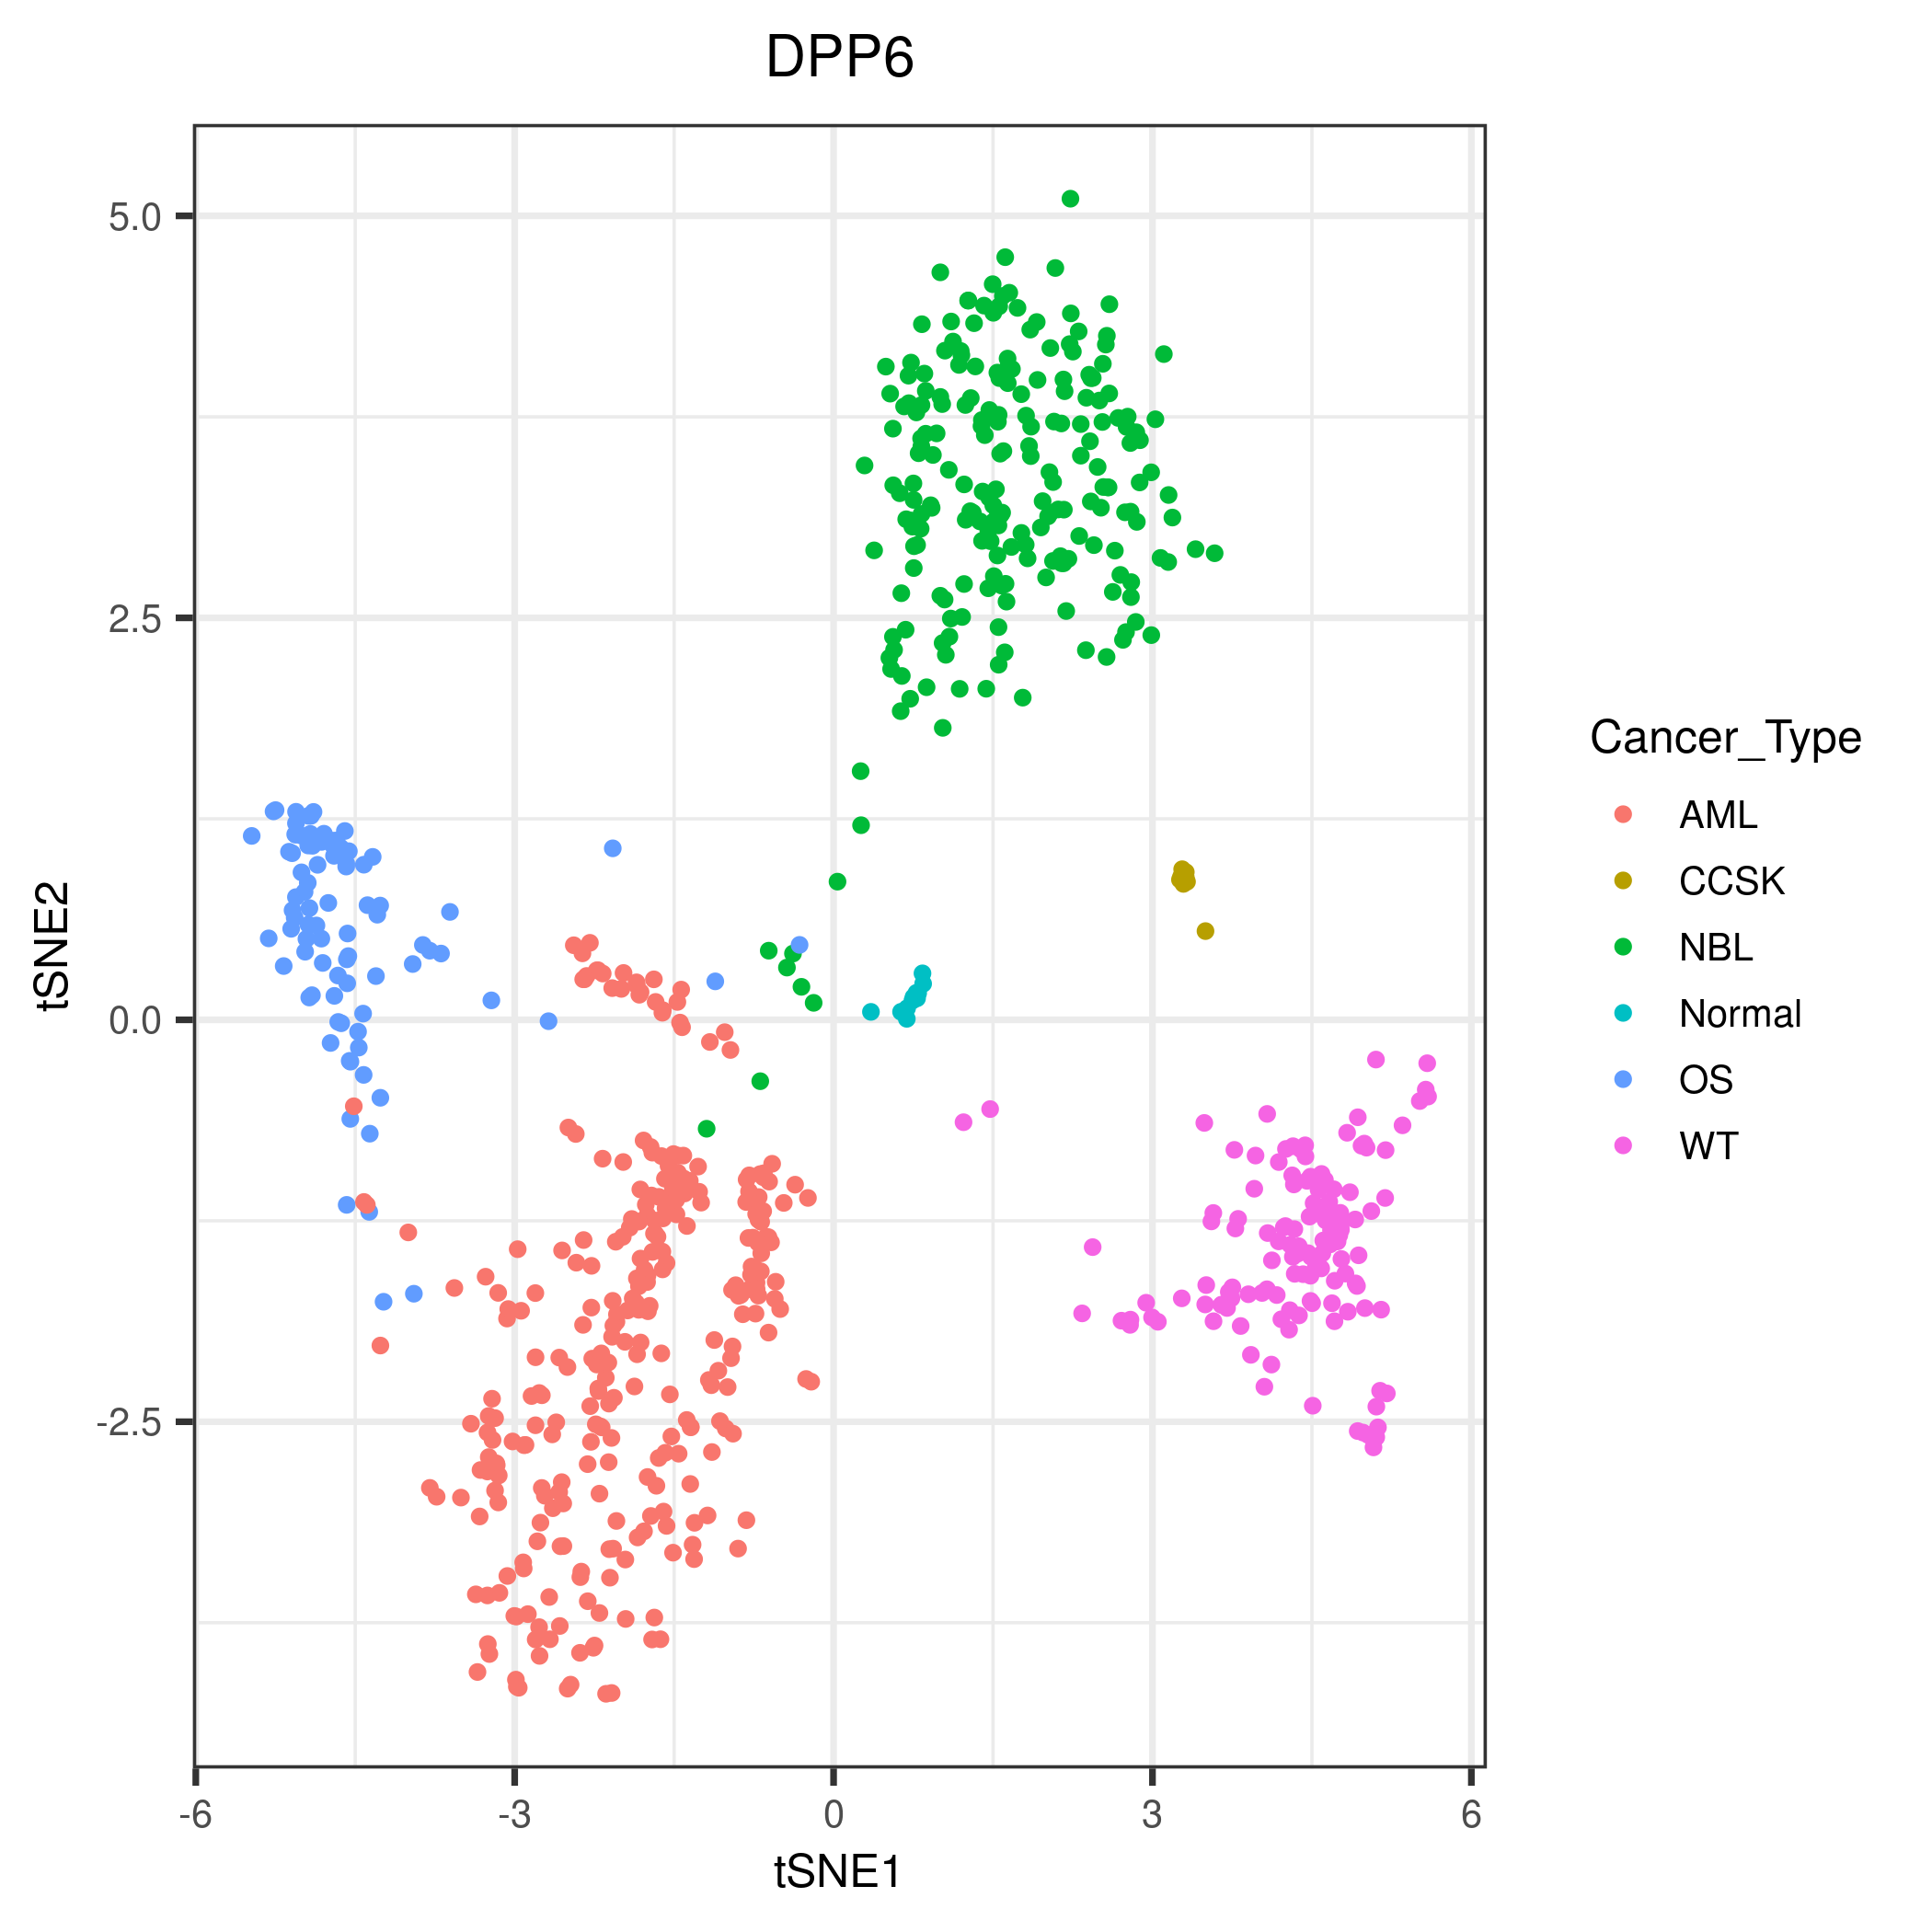 DPP6
5.0
2.5
0.0
-2.5
tSNE2
-6
-3
0
3
6
tSNE1
Cancer_Type
AML
CCSK
NBL
Normal
OS
WT